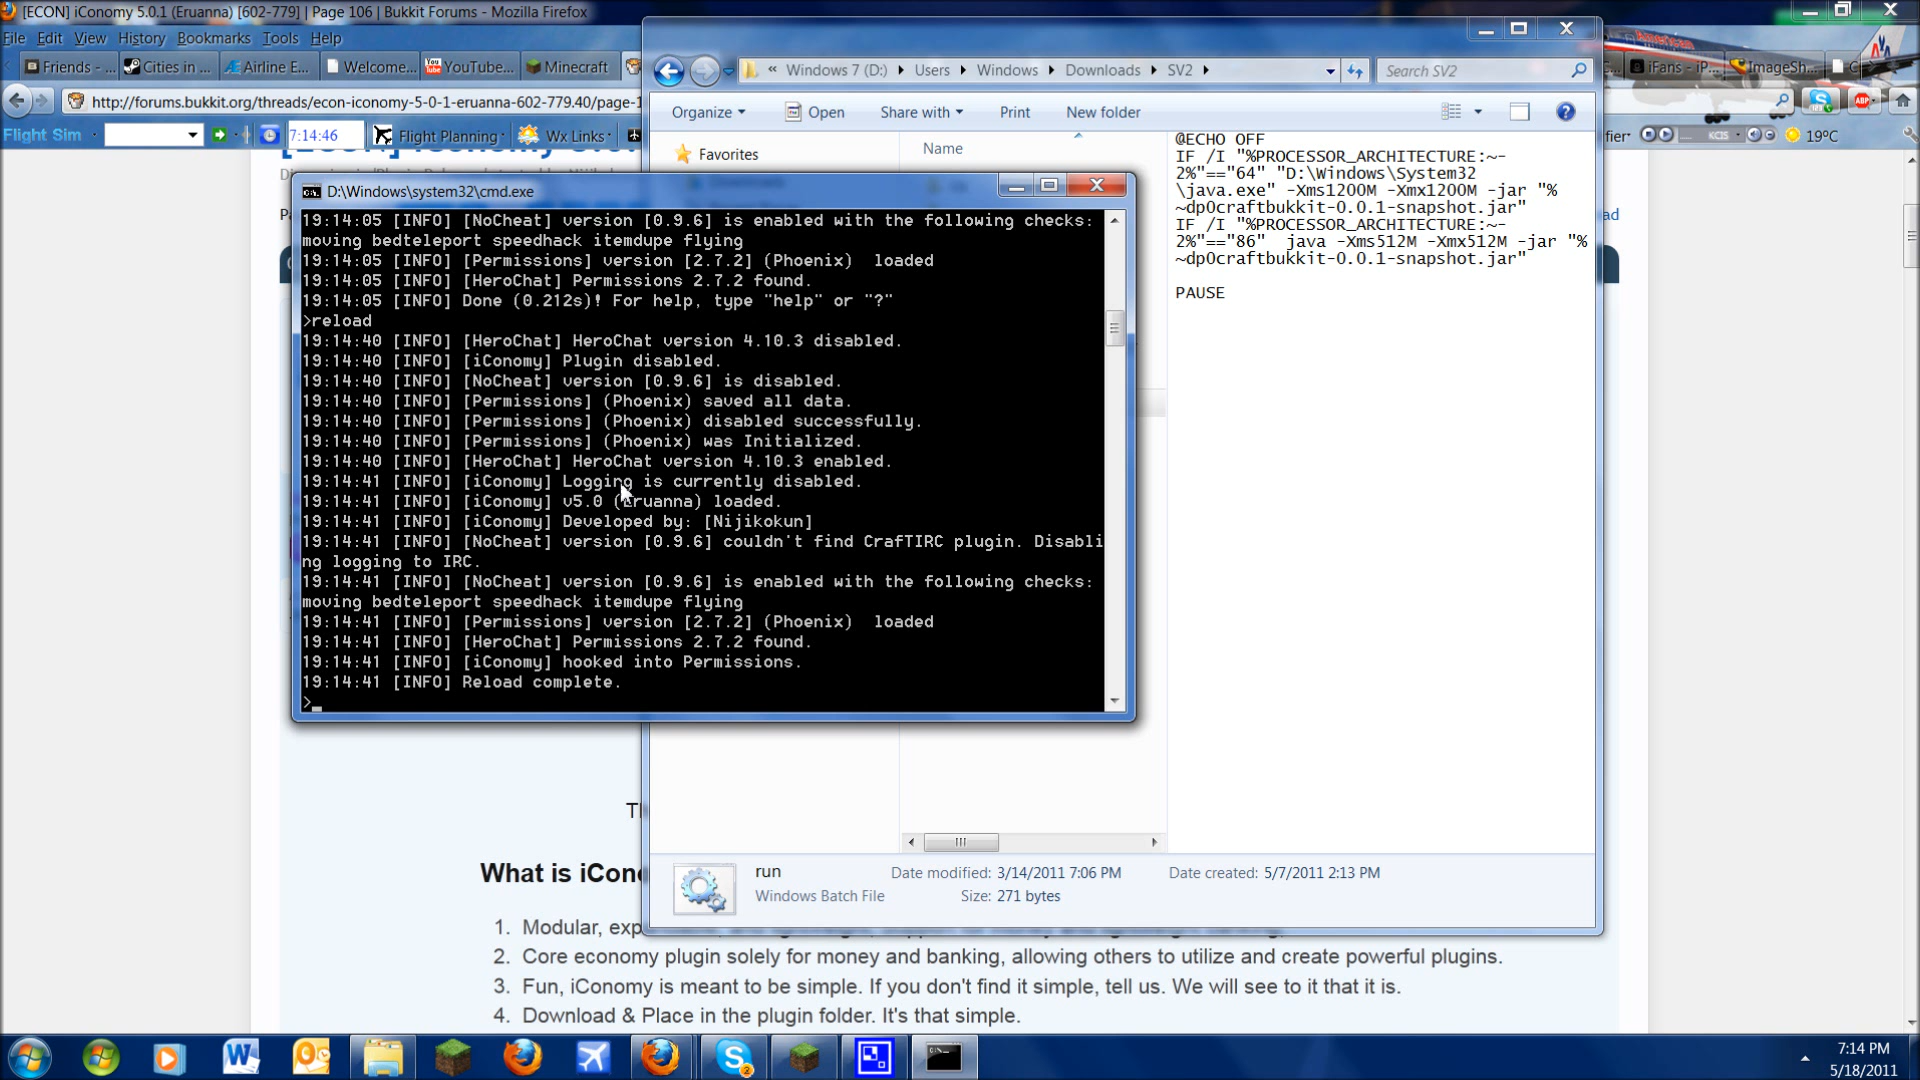 [ECON] iConomy 5.0.1 (Eruanna) [602-779] | Page 106 | Bukkit Forums - Mozilla Firefox
File Edit View History Bookmarks Tools Help
Friends - ...
Cities in ...
Airline E...
Welcome...
YouTube...
Minecraft
iFans - iP...
ImageSh...
http://forums.bukkit.org/threads/econ-iconomy-5-0-1-eruanna-602-779.40/page-1
Flight Sim
7:14:46
Flight Planning
Wx Links
19°C
« Windows 7 (D:) Users Windows Downloads SV2
Search SV2
Organize
Open
Share with
Print
New folder
Favorites
Name
@ECHO OFF
IF /I "%PROCESSOR_ARCHITECTURE:~-
2%"=="64" "D:\Windows\System32
\java.exe" -Xms1200M -Xmx1200M -jar "%
~dp0craftbukkit-0.0.1-snapshot.jar"
IF /I "%PROCESSOR_ARCHITECTURE:~-
2%"=="86"  java -Xms512M -Xmx512M -jar "%
~dp0craftbukkit-0.0.1-snapshot.jar"
PAUSE
D:\Windows\system32\cmd.exe
19:14:05 [INFO] [NoCheat] version [0.9.6] is enabled with the following checks:
moving bedteleport speedhack itemdupe flying
19:14:05 [INFO] [Permissions] version [2.7.2] (Phoenix)  loaded
19:14:05 [INFO] [HeroChat] Permissions 2.7.2 found.
19:14:05 [INFO] Done (0.212s)! For help, type "help" or "?"
>reload
19:14:40 [INFO] [HeroChat] HeroChat version 4.10.3 disabled.
19:14:40 [INFO] [iConomy] Plugin disabled.
19:14:40 [INFO] [NoCheat] version [0.9.6] is disabled.
19:14:40 [INFO] [Permissions] (Phoenix) saved all data.
19:14:40 [INFO] [Permissions] (Phoenix) disabled successfully.
19:14:40 [INFO] [Permissions] (Phoenix) was Initialized.
19:14:40 [INFO] [HeroChat] HeroChat version 4.10.3 enabled.
19:14:41 [INFO] [iConomy] Logging is currently disabled.
19:14:41 [INFO] [iConomy] v5.0 (Eruanna) loaded.
19:14:41 [INFO] [iConomy] Developed by: [Nijikokun]
19:14:41 [INFO] [NoCheat] version [0.9.6] couldn't find CrafTIRC plugin. Disabli
ng logging to IRC.
19:14:41 [INFO] [NoCheat] version [0.9.6] is enabled with the following checks:
moving bedteleport speedhack itemdupe flying
19:14:41 [INFO] [Permissions] version [2.7.2] (Phoenix)  loaded
19:14:41 [INFO] [HeroChat] Permissions 2.7.2 found.
19:14:41 [INFO] [iConomy] hooked into Permissions.
19:14:41 [INFO] Reload complete.
>_
run
Windows Batch File
Date modified: 3/14/2011 7:06 PM
Size: 271 bytes
Date created: 5/7/2011 2:13 PM
What is iCon
1. Modular,
2. Core economy plugin solely for money and banking, allowing others to utilize and create powerful plugins.
3. Fun, iConomy is meant to be simple. If you don't find it simple, tell us. We will see to it that it is.
4. Download & Place in the plugin folder. It's that simple.
7:14 PM
5/18/2011